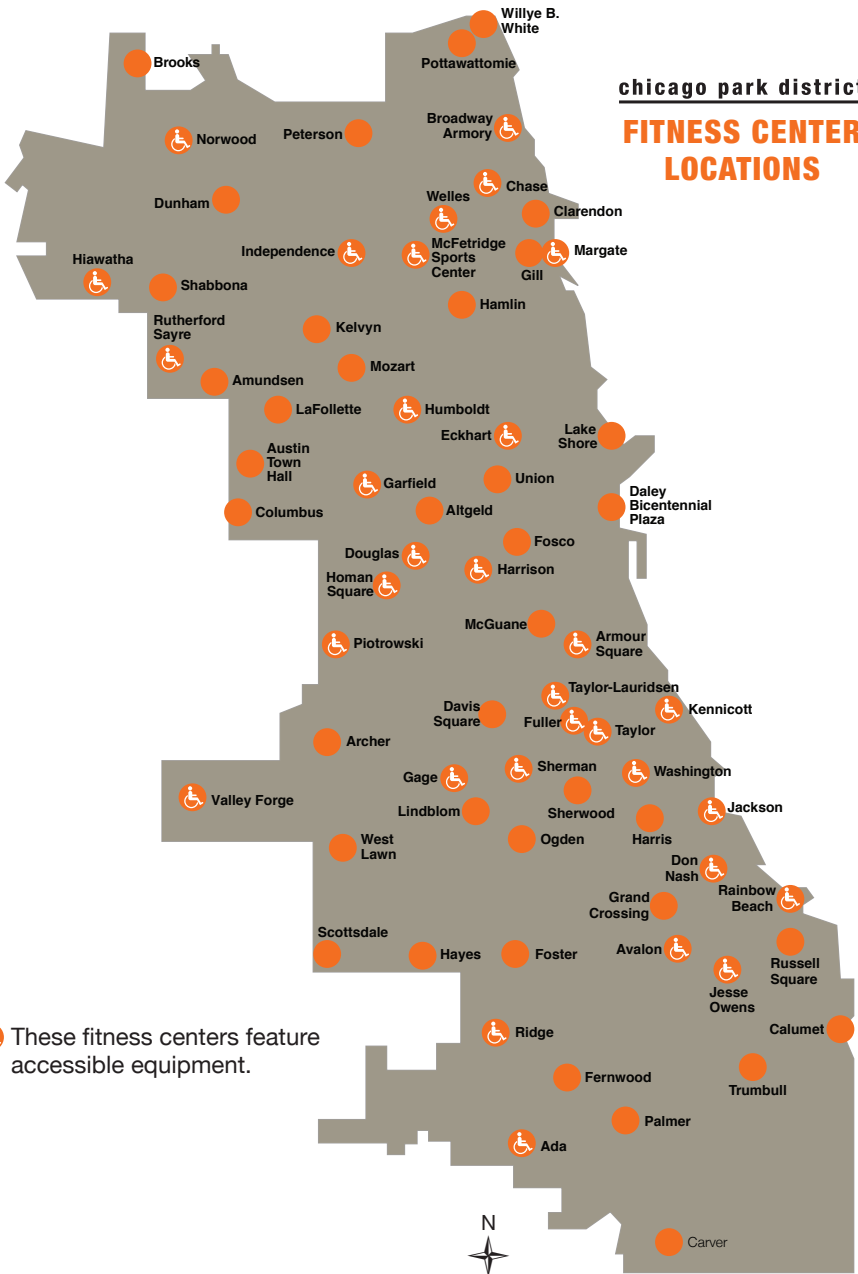 Willye B.
White
Brooks
Pottawattomie
chicago park district
FITNESS CENTER
LOCATIONS
Broadway
Armory
Peterson
Norwood
Chase
Welles
Dunham
Clarendon
Independence
McFetridge
Sports
Center
Margate
Gill
Hiawatha
Shabbona
Hamlin
Rutherford
Sayre
Kelvyn
Mozart
Amundsen
LaFollette
Humboldt
Eckhart
Lake
Shore
Austin
Town
Hall
Garfield
Union
Daley
Bicentennial
Plaza
Columbus
Altgeld
Fosco
Douglas
Harrison
Homan
Square
McGuane
Armour
Square
Piotrowski
Taylor-Lauridsen
Kennicott
Davis
Square
Fuller
Taylor
Archer
Sherman
Washington
Gage
Valley Forge
Lindblom
Sherwood
Jackson
Harris
West
Lawn
Ogden
Don
Nash
Rainbow
Beach
Grand
Crossing
Scottsdale
Hayes
Foster
Avalon
Russell
Square
Jesse
Owens
These fitness centers feature
accessible equipment.
Ridge
Calumet
Fernwood
Trumbull
Palmer
Ada
N
Carver